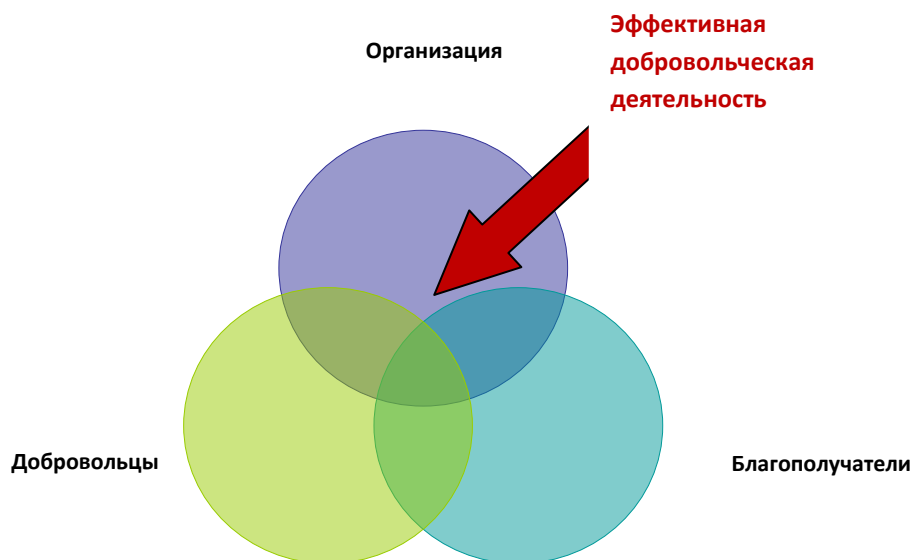 Эффективная
добровольческая
деятельность
Организация
Добровольцы
Благополучатели